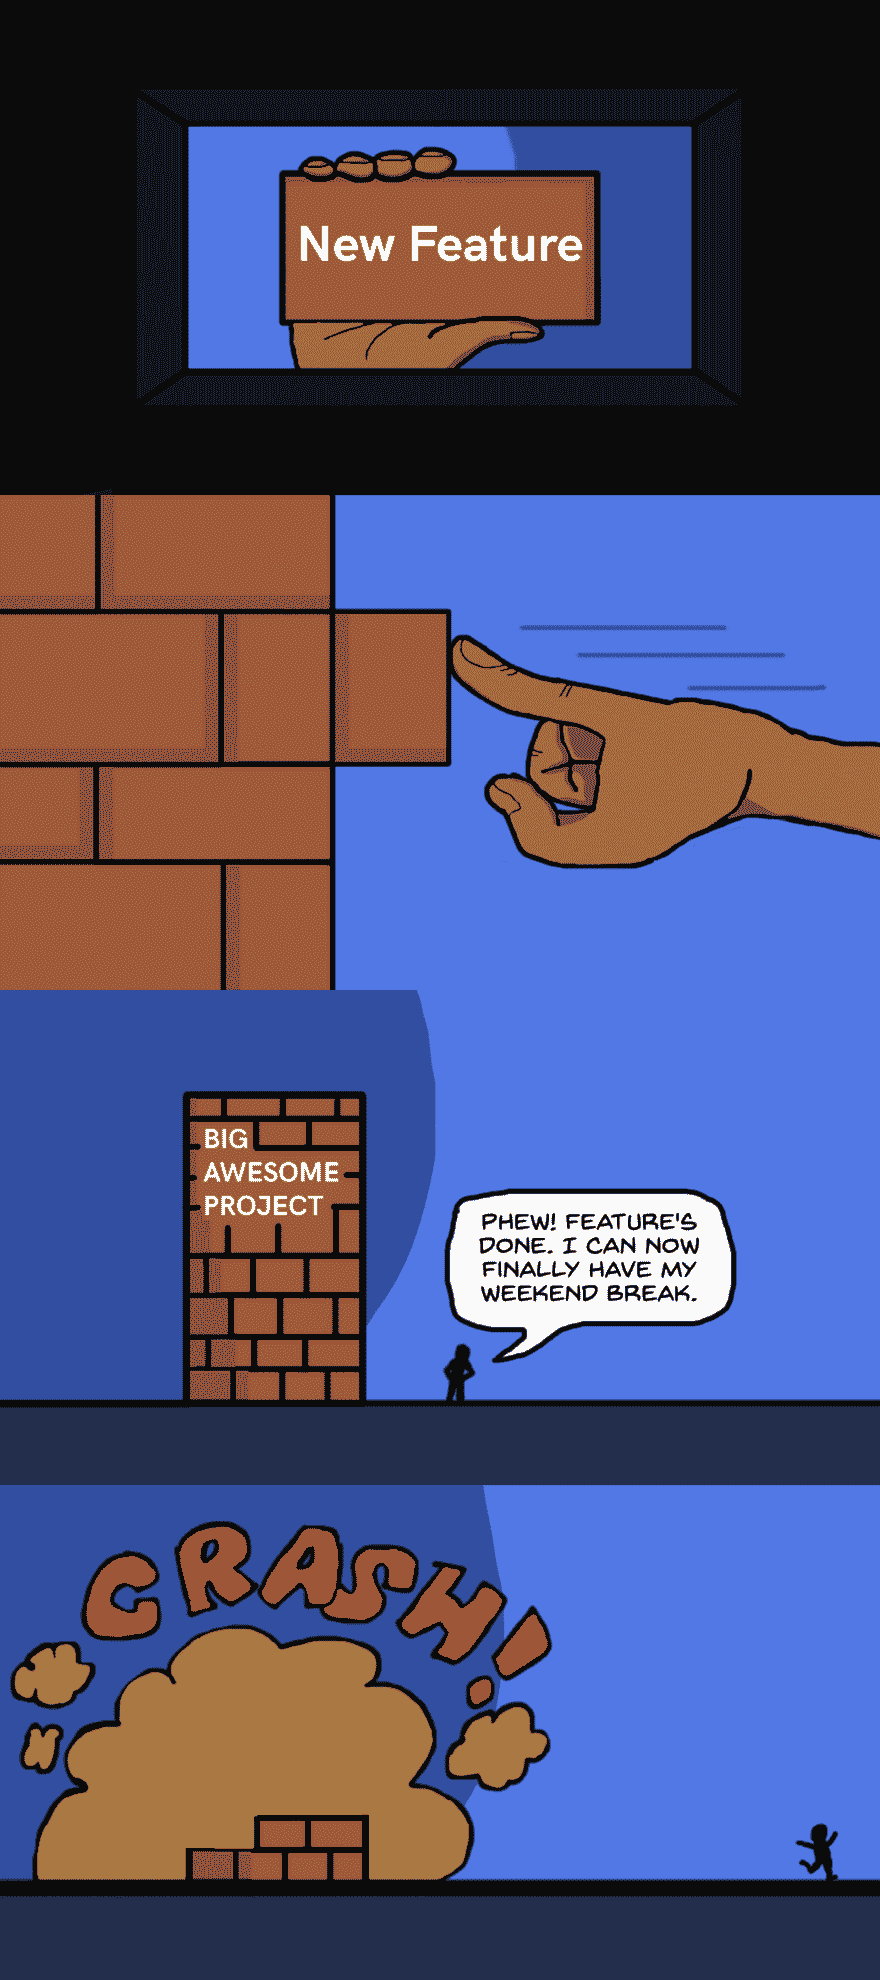 New Feature
BIG
AWESOME
PROJECT
PHEW! FEATURE'S
DONE. I CAN NOW
FINALLY HAVE MY
WEEKEND BREAK.
CRASH!